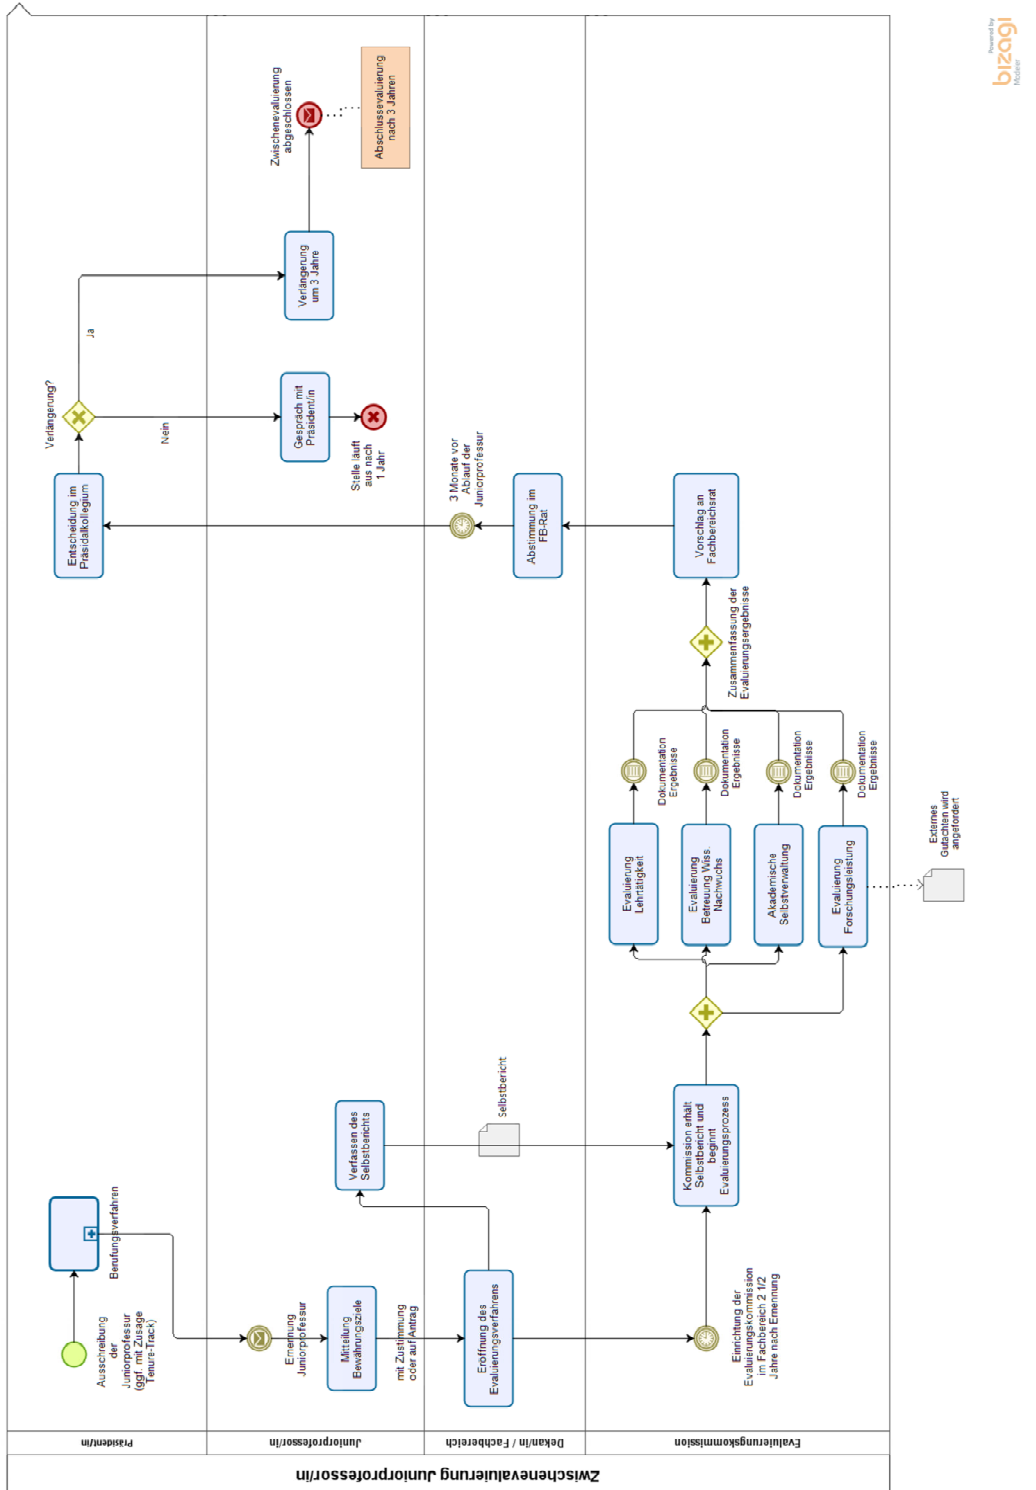 Zwischenevaluierung Juniorprofessor/in
Präsident/in
Juniorprofessor/in
Dekan/in / Fachbereich
Evaluierungskommission
Ausschreibung
der
Juniorprofessur
(ggf. mit Zusage
Tenure-Track)
Berufungsverfahren
Ernennung
Juniorprofessur
Mitteilung
Bewährungsziele
mit Zustimmung
oder auf Antrag
Eröffnung des
Evaluierungsverfahrens
Verfassen des
Selbstberichts
Selbstbericht
Einrichtung der
Evaluierungskommission
im Fachbereich 2 1/2
Jahre nach Ernennung
Kommission erhält
Selbstbericht und
beginnt
Evaluierungsprozess
Evaluierung
Lehrtätigkeit
Evaluierung
Betreuung Wiss.
Nachwuchs
Akademische
Selbstverwaltung
Evaluierung
Forschungsleistung
Dokumentation
Ergebnisse
Dokumentation
Ergebnisse
Dokumentation
Ergebnisse
Dokumentation
Ergebnisse
Externes
Gutachten wird
angefordert
Zusammenfassung der
Evaluierungsergebnisse
Vorschlag an
Fachbereichsrat
Abstimmung im
FB-Rat
3 Monate vor
Ablauf der
Juniorprofessur
Entscheidung im
Präsidalkollegium
Verlängerung?
Nein
Ja
Gespräch mit
Präsident/in
Stelle läuft
aus nach
1 Jahr
Verlängerung
um 3 Jahre
Zwischenevaluierung
abgeschlossen
Abschlussevaluierung
nach 3 Jahren
Powered by
bizagi
Modeler